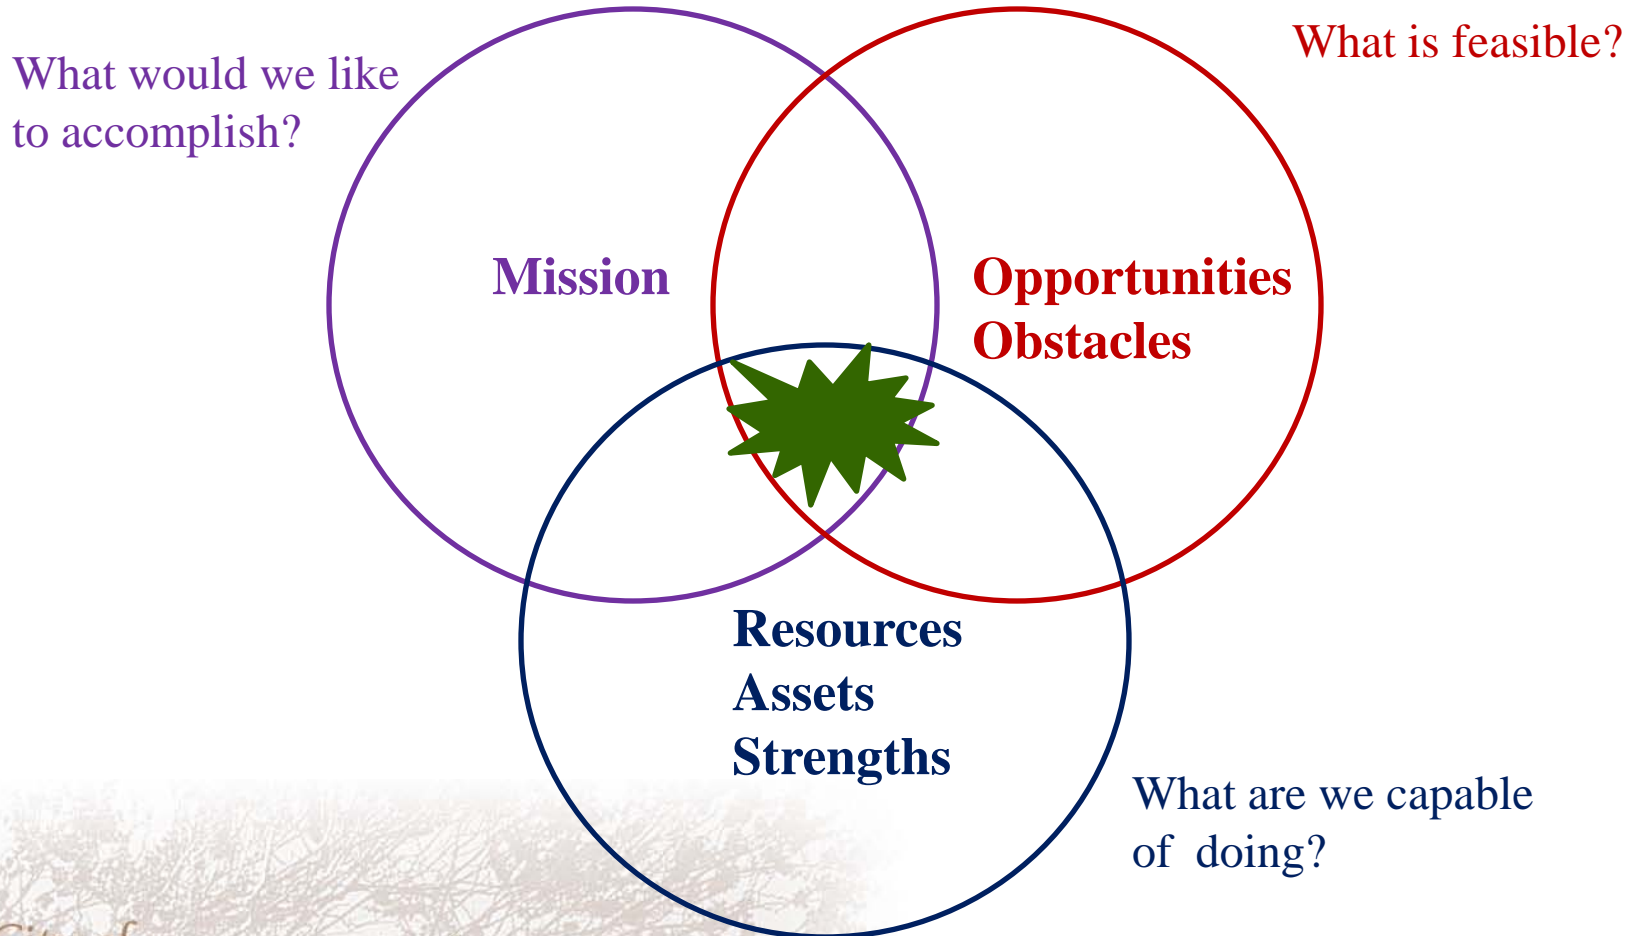 What would we like
to accomplish?
What is feasible?
Mission
Opportunities
Obstacles
Resources
Assets
Strengths
What are we capable
of  doing?